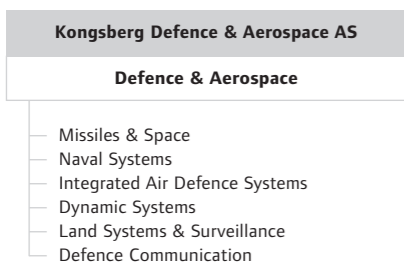 Kongsberg Defence & Aerospace AS
Defence & Aerospace
Missiles & Space
Naval Systems
Integrated Air Defence Systems
Dynamic Systems
Land Systems & Surveillance
Defence Communication